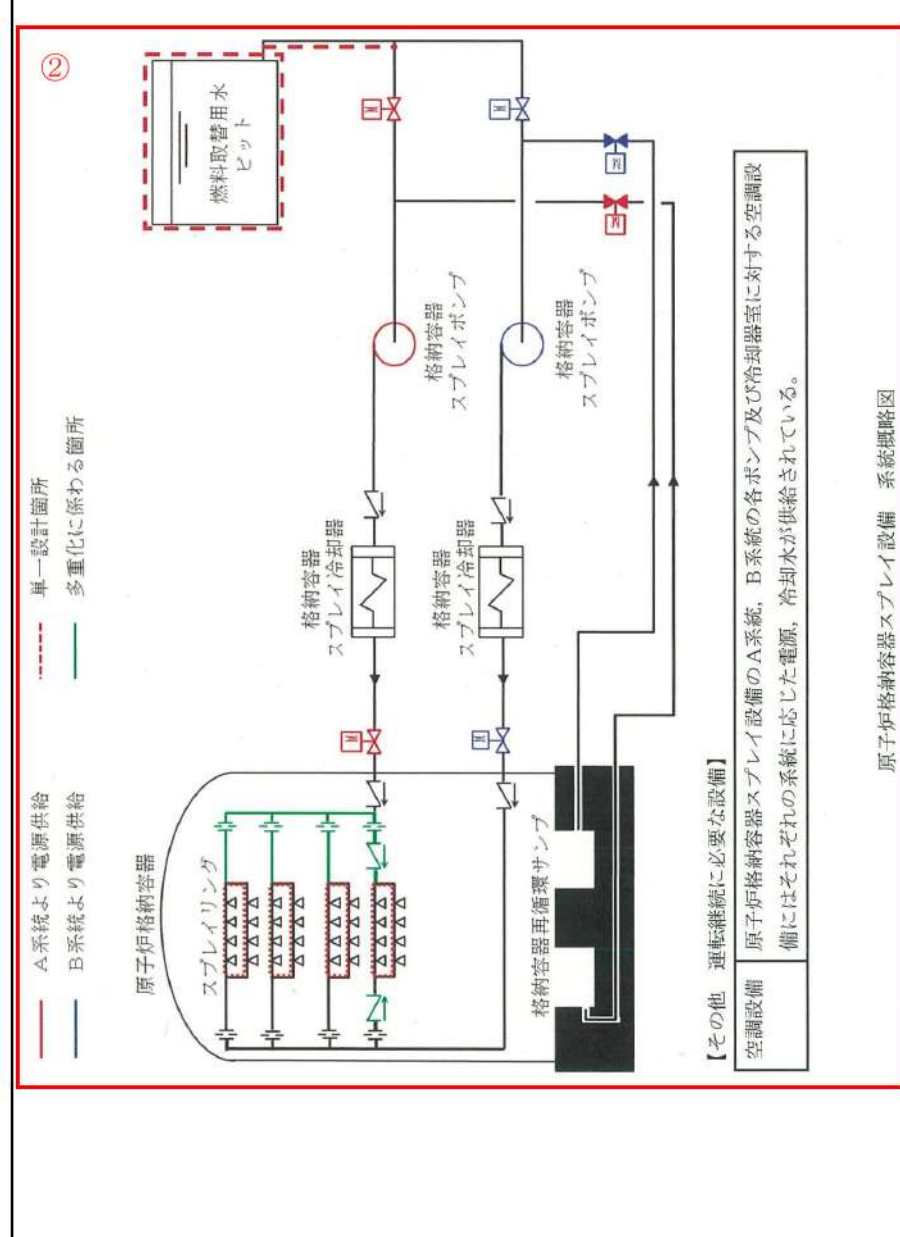 ②
A系統より電源供給
B系統より電源供給
単一設計箇所
多重化に係わる箇所
燃料取替用水
ピット
原子炉格納容器
スプレイリング
格納容器
スプレイ冷却器
格納容器
スプレイポンプ
格納容器
スプレイ冷却器
格納容器
スプレイポンプ
M
M
M
M
M
M
格納容器再循環サンプ
【その他 運転継続に必要な設備】
空調設備
原子炉格納容器スプレイ設備のA系統，B系統の各ポンプ及び冷却器室に対する空調設
備にはそれぞれの系統に応じた電源，冷却水が供給されている。
原子炉格納容器スプレイ設備 系統概略図